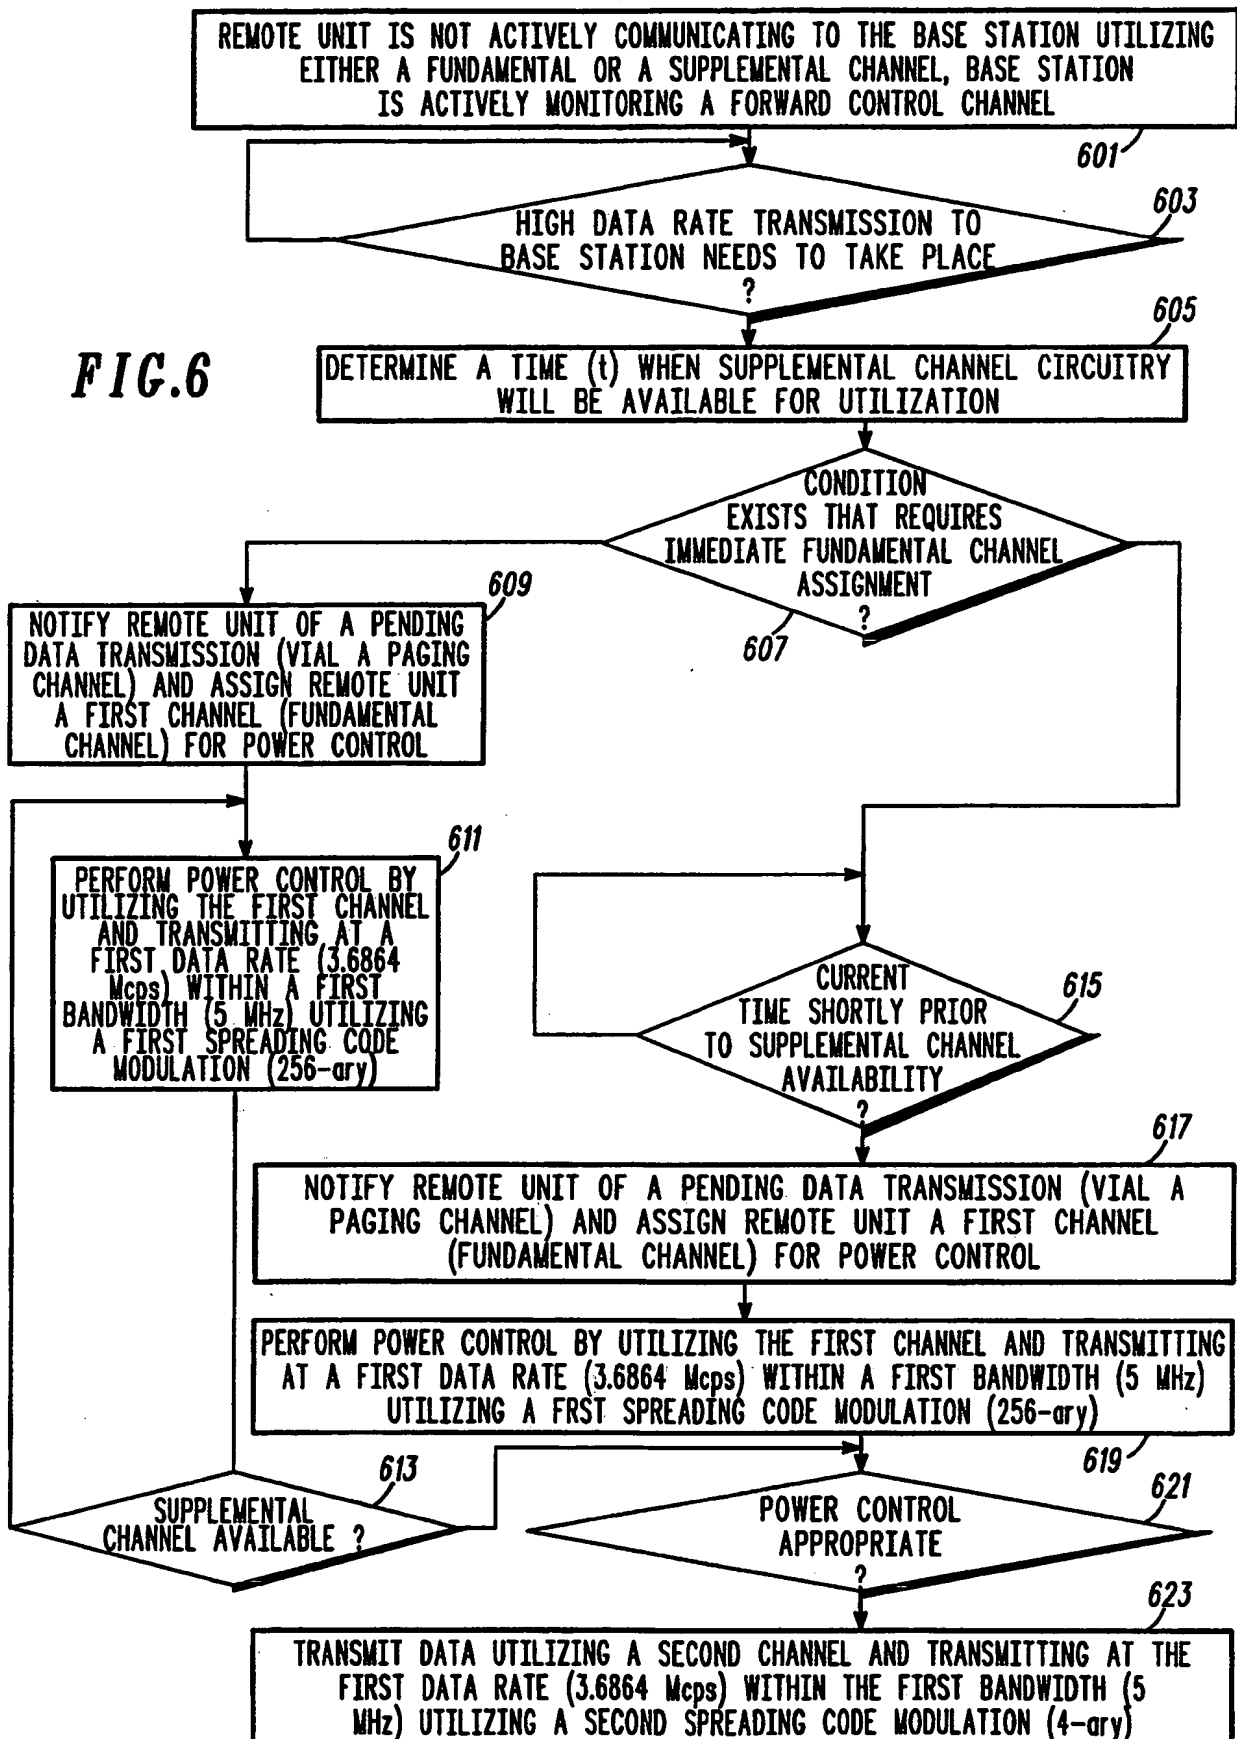 REMOTE UNIT IS NOT ACTIVELY COMMUNICATING TO THE BASE STATION UTILIZING
EITHER A FUNDAMENTAL OR A SUPPLEMENTAL CHANNEL, BASE STATION
IS ACTIVELY MONITORING A FORWARD CONTROL CHANNEL
601
603
HIGH DATA RATE TRANSMISSION TO
BASE STATION NEEDS TO TAKE PLACE
?
605
FIG.6
DETERMINE A TIME (t) WHEN SUPPLEMENTAL CHANNEL CIRCUITRY
WILL BE AVAILABLE FOR UTILIZATION
CONDITION
EXISTS THAT REQUIRES
IMMEDIATE FUNDAMENTAL CHANNEL
ASSIGNMENT
?
607
609
NOTIFY REMOTE UNIT OF A PENDING
DATA TRANSMISSION (VIAL A PAGING
CHANNEL) AND ASSIGN REMOTE UNIT
A FIRST CHANNEL (FUNDAMENTAL
CHANNEL) FOR POWER CONTROL
611
PERFORM POWER CONTROL BY
UTILIZING THE FIRST CHANNEL
AND TRANSMITTING AT A
FIRST DATA RATE (3.6864
Mcps) WITHIN A FIRST
BANDWIDTH (5 MHz) UTILIZING
A FIRST SPREADING CODE
MODULATION (256-ary)
CURRENT
TIME SHORTLY PRIOR
TO SUPPLEMENTAL CHANNEL
AVAILABILITY
?
615
617
NOTIFY REMOTE UNIT OF A PENDING DATA TRANSMISSION (VIAL A
PAGING CHANNEL) AND ASSIGN REMOTE UNIT A FIRST CHANNEL
(FUNDAMENTAL CHANNEL) FOR POWER CONTROL
PERFORM POWER CONTROL BY UTILIZING THE FIRST CHANNEL AND TRANSMITTING
AT A FIRST DATA RATE (3.6864 Mcps) WITHIN A FIRST BANDWIDTH (5 MHz)
UTILIZING A FRST SPREADING CODE MODULATION (256-ary)
619
613
SUPPLEMENTAL
CHANNEL AVAILABLE ?
621
POWER CONTROL
APPROPRIATE
?
623
TRANSMIT DATA UTILIZING A SECOND CHANNEL AND TRANSMITTING AT THE
FIRST DATA RATE (3.6864 Mcps) WITHIN THE FIRST BANDWIDTH (5
MHz) UTILIZING A SECOND SPREADING CODE MODULATION (4-ary)